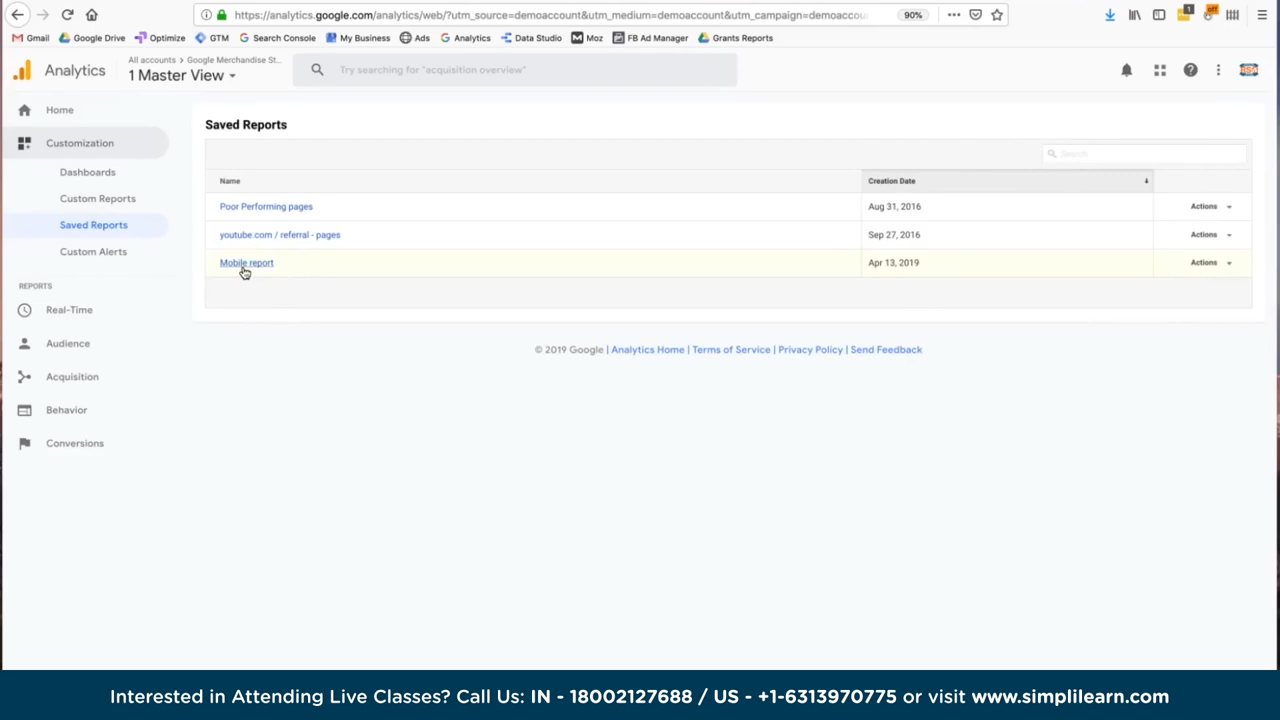 https://analytics.google.com/analytics/web/?utm_source=demoaccount&utm_medium=demoaccount&utm_campaign=demoaccou
90%
1
off
Gmail Google Drive Optimize GTM Search Console My Business Ads Analytics Data Studio Moz FB Ad Manager Grants Reports
Analytics
All accounts > Google Merchandise St...
1 Master View
Try searching for "acquisition overview"
Home
Customization
Dashboards
Custom Reports
Saved Reports
Custom Alerts
REPORTS
Real-Time
Audience
Acquisition
Behavior
Conversions
Saved Reports
Search
Name Creation Date
Poor Performing pages Aug 31, 2016 Actions
youtube.com / referral - pages Sep 27, 2016 Actions
Mobile report Apr 13, 2019 Actions
© 2019 Google | Analytics Home | Terms of Service | Privacy Policy | Send Feedback
Interested in Attending Live Classes? Call Us: IN - 18002127688 / US - +1-6313970775 or visit www.simplilearn.com